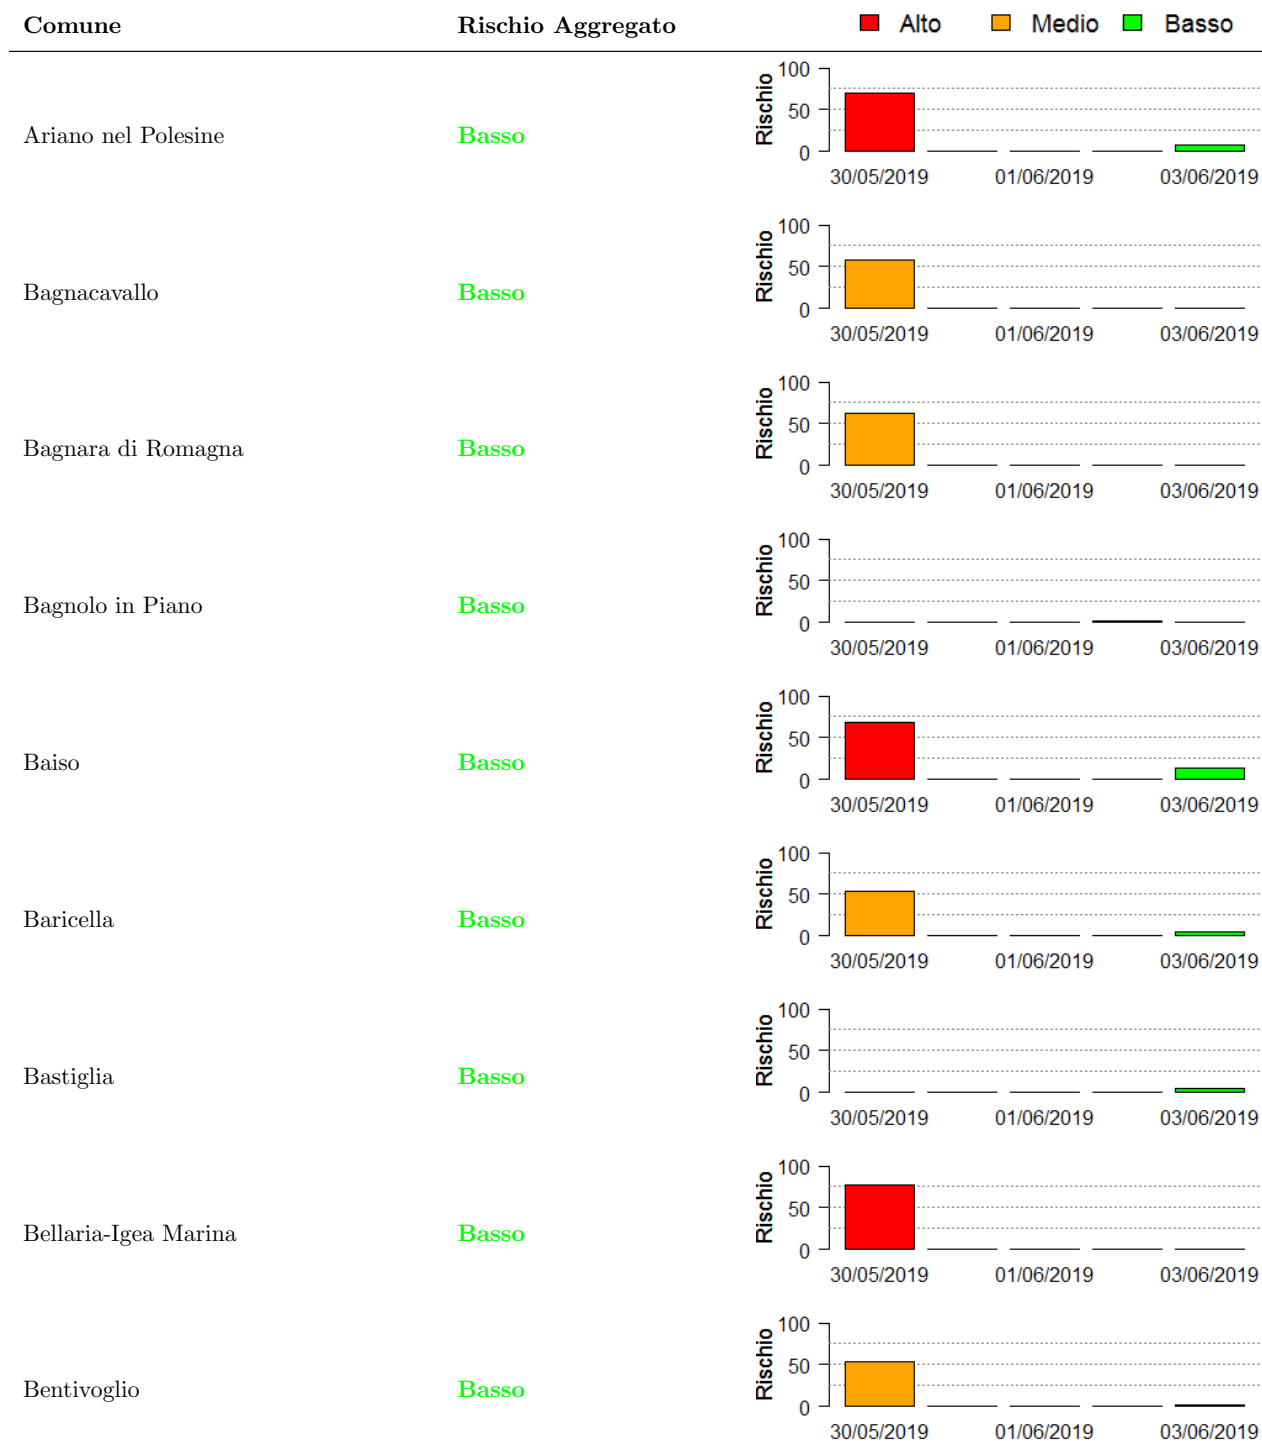 Comune Rischio Aggregato Alto Medio Basso
100
50
0
Rischio
Ariano nel Polesine Basso
30/05/2019 01/06/2019 03/06/2019
100
50
0
Rischio
Bagnacavallo Basso
30/05/2019 01/06/2019 03/06/2019
100
50
0
Rischio
Bagnara di Romagna Basso
30/05/2019 01/06/2019 03/06/2019
100
50
0
Rischio
Bagnolo in Piano Basso
30/05/2019 01/06/2019 03/06/2019
100
50
0
Rischio
Baiso Basso
30/05/2019 01/06/2019 03/06/2019
100
50
0
Rischio
Baricella Basso
30/05/2019 01/06/2019 03/06/2019
100
50
0
Rischio
Bastiglia Basso
30/05/2019 01/06/2019 03/06/2019
100
50
0
Rischio
Bellaria-Igea Marina Basso
30/05/2019 01/06/2019 03/06/2019
100
50
0
Rischio
Bentivoglio Basso
30/05/2019 01/06/2019 03/06/2019